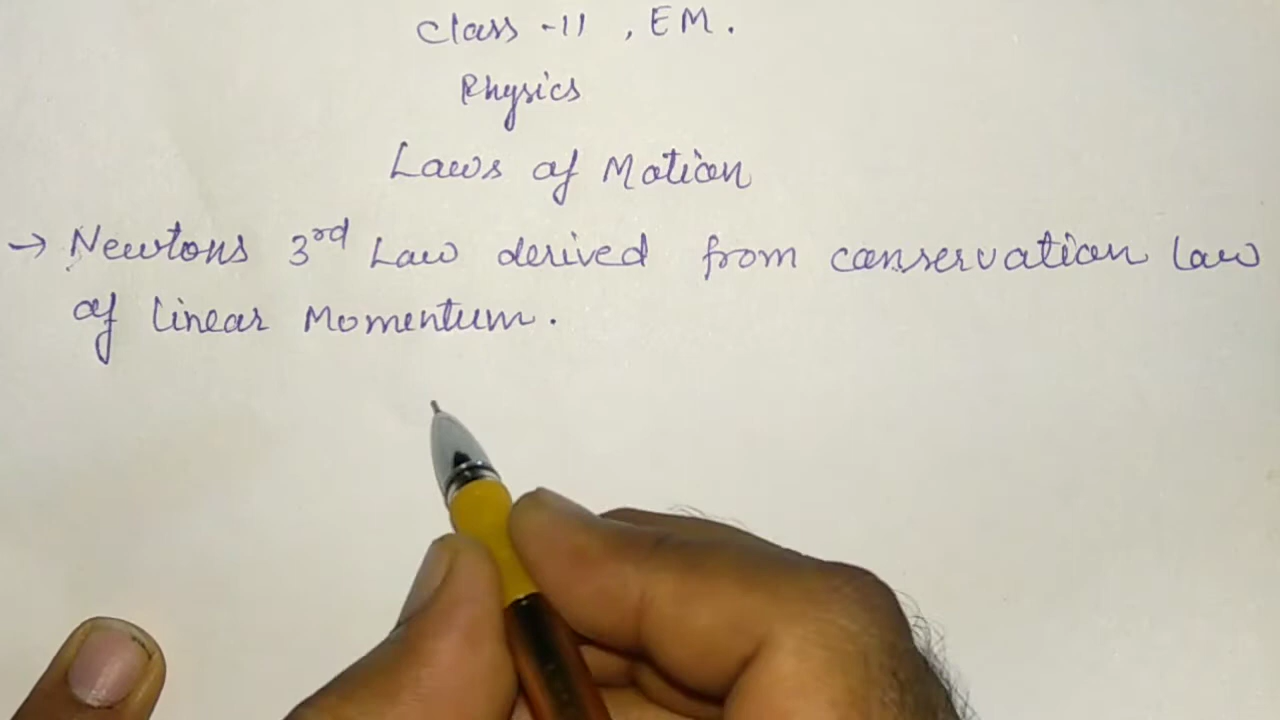 Class -11 , EM.
Physics
Laws of Motion
→ Newtons 3rd Law derived from conservation law
of linear Momentum.